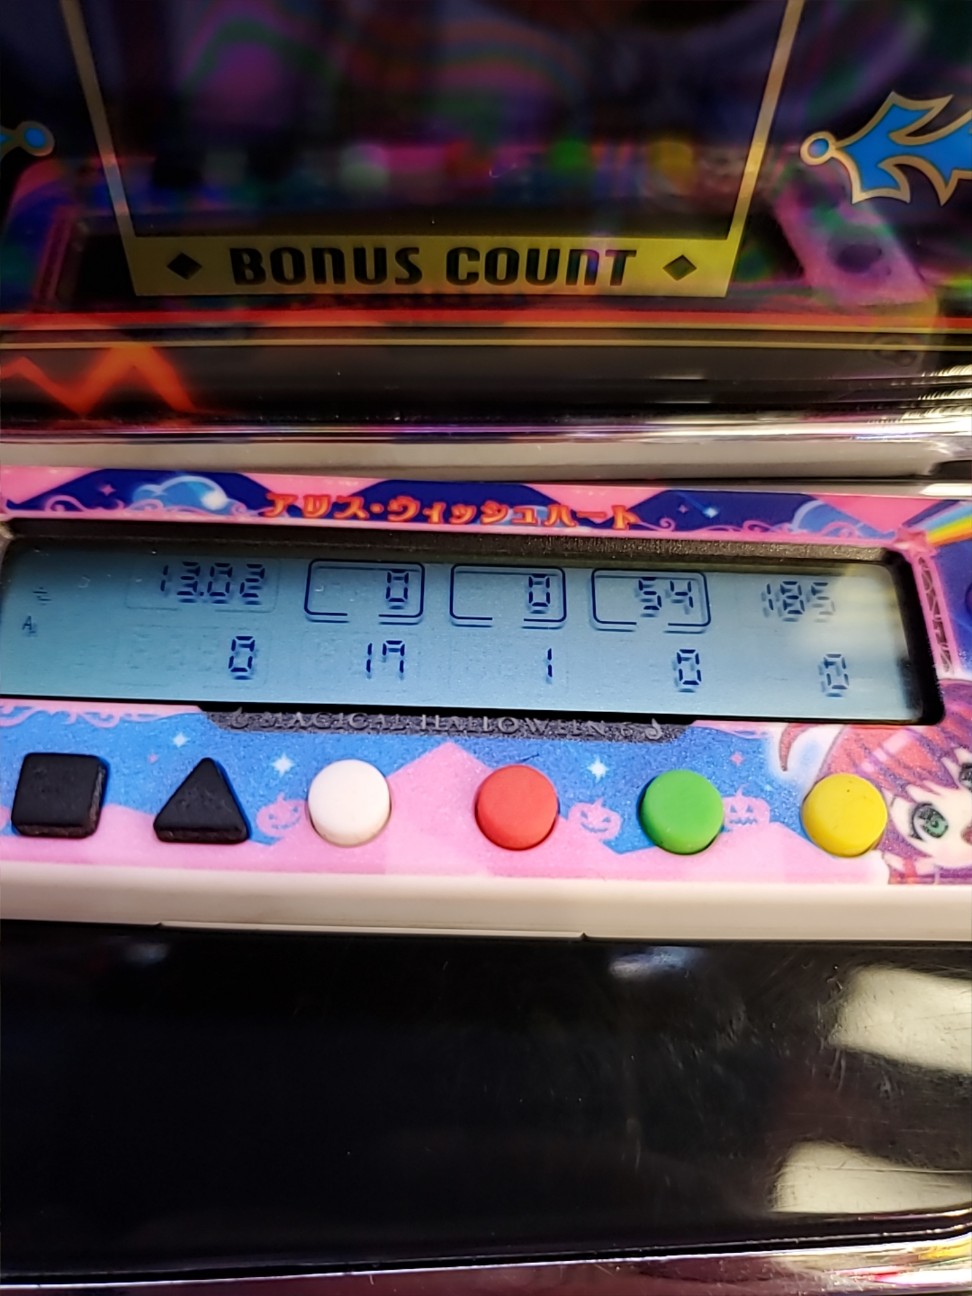 BONUS COUNT
アリス・ウィッシュハート
13.02 0 0 54 185
0 17 1 0 0
MAGICAL HALLOWEEN 6